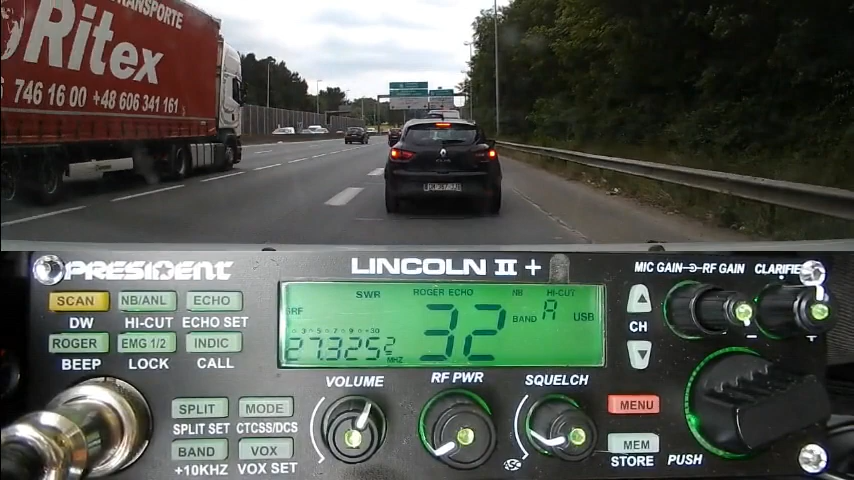 TRANSPORTE
Ritex
746 16 00 +48 606 341 161
PRESIDENT
LINCOLN II +
MIC GAIN RF GAIN CLARIFIER
SCAN NB/ANL ECHO
DW HI-CUT ECHO SET
ROGER EMG 1/2 INDIC
BEEP LOCK CALL
SWR ROGER ECHO NB HI-CUT
32 BAND A USB
27.3252 MHZ
CH
VOLUME RF PWR SQUELCH
SPLIT MODE
SPLIT SET CTCSS/DCS
BAND VOX
+10KHZ VOX SET
ASC
MENU
MEM
STORE PUSH
- +